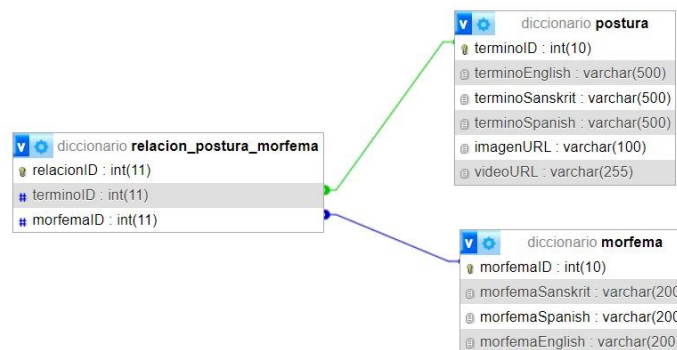 v diccionario postura
terminoID : int(10)
terminoEnglish : varchar(500)
terminoSanskrit : varchar(500)
terminoSpanish : varchar(500)
imagenURL : varchar(100)
videoURL : varchar(255)
v diccionario relacion_postura_morfema
relacionID : int(11)
# terminoID : int(11)
# morfemaID : int(11)
v diccionario morfema
morfemaID : int(10)
morfemaSanskrit : varchar(200
morfemaSpanish : varchar(200
morfemaEnglish : varchar(200